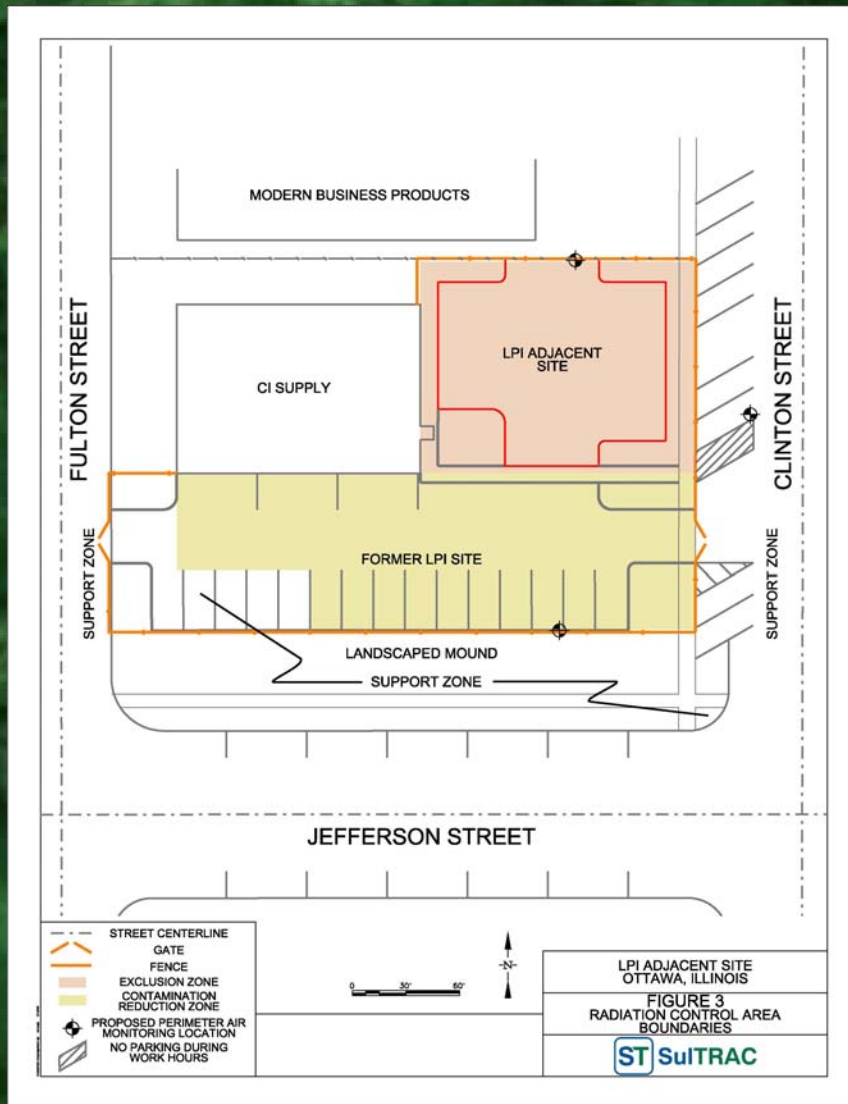 MODERN BUSINESS PRODUCTS
FULTON STREET
CI SUPPLY
LPI ADJACENT
SITE
CLINTON STREET
SUPPORT ZONE
FORMER LPI SITE
SUPPORT ZONE
LANDSCAPED MOUND
SUPPORT ZONE
JEFFERSON STREET
STREET CENTERLINE
GATE
FENCE
EXCLUSION ZONE
CONTAMINATION
REDUCTION ZONE
PROPOSED PERIMETER AIR
MONITORING LOCATION
NO PARKING DURING
WORK HOURS
0 30' 60'
N
LPI ADJACENT SITE
OTTAWA, ILLINOIS
FIGURE 3
RADIATION CONTROL AREA
BOUNDARIES
ST SulTRAC